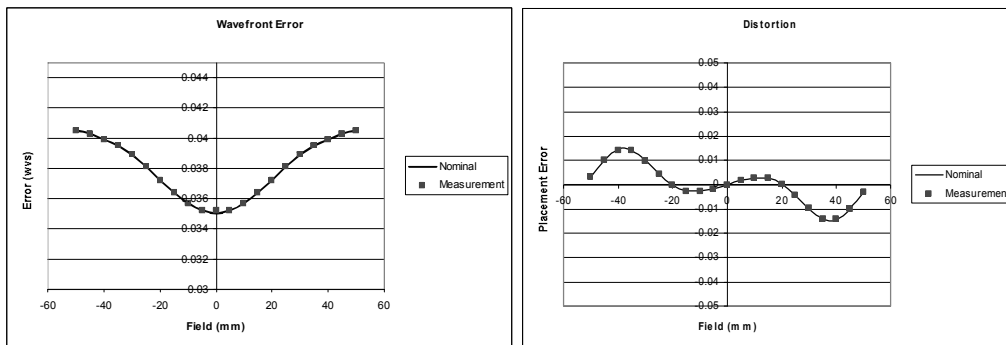 Wavefront Error
0.044
0.042
0.04
0.038
0.036
0.034
0.032
0.03
-60 -40 -20 0 20 40 60
Error (wvs)
Field (mm)
Nominal
Measurement
Distortion
0.05
0.04
0.03
0.02
0.01
0
-0.01
-0.02
-0.03
-0.04
-0.05
-60 -40 -20 0 20 40 60
Placement Error
Field (mm)
Nominal
Measurement